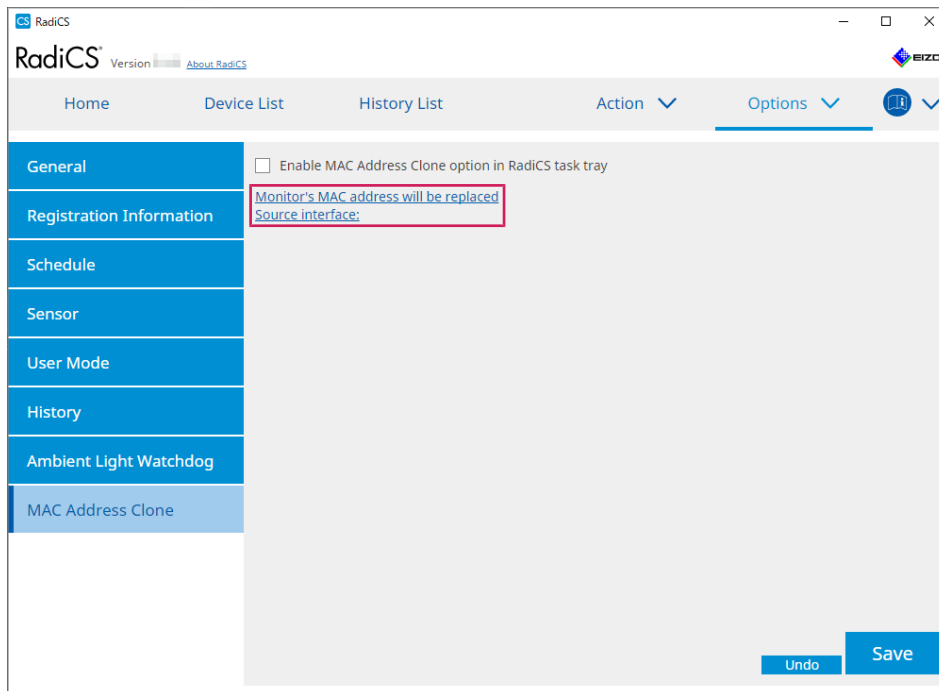 CS RadiCS
RadiCS® Version About RadiCS
EIZO
Home Device List History List Action Options
General
Registration Information
Schedule
Sensor
User Mode
History
Ambient Light Watchdog
MAC Address Clone
Enable MAC Address Clone option in RadiCS task tray
Monitor's MAC address will be replaced
Source interface:
Undo
Save